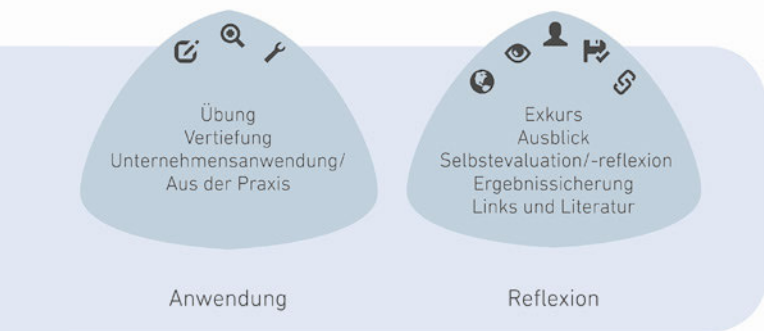 Übung
Vertiefung
Unternehmensanwendung/
Aus der Praxis
Exkurs
Ausblick
Selbstevaluation/-reflexion
Ergebnissicherung
Links und Literatur
Anwendung
Reflexion